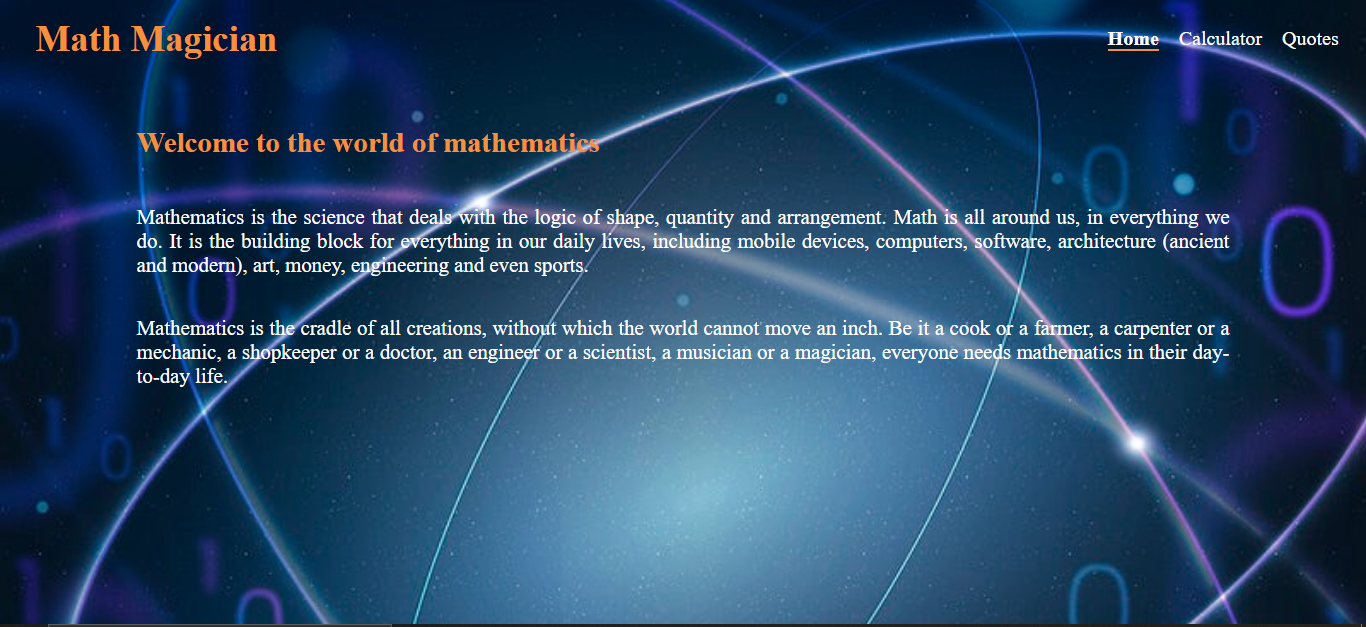 Math Magician
Home Calculator Quotes
Welcome to the world of mathematics
Mathematics is the science that deals with the logic of shape, quantity and arrangement. Math is all around us, in everything we
do. It is the building block for everything in our daily lives, including mobile devices, computers, software, architecture (ancient
and modern), art, money, engineering and even sports.
Mathematics is the cradle of all creations, without which the world cannot move an inch. Be it a cook or a farmer, a carpenter or a
mechanic, a shopkeeper or a doctor, an engineer or a scientist, a musician or a magician, everyone needs mathematics in their day-
to-day life.